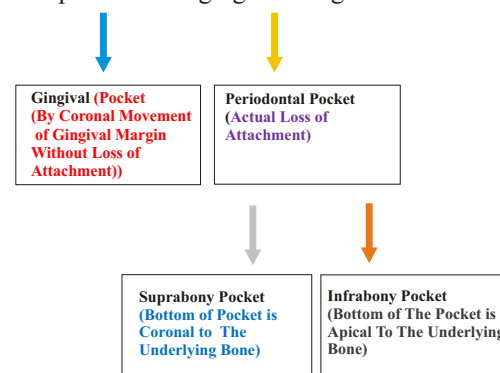 Gingival (Pocket
(By Coronal Movement
of Gingival Margin
Without Loss of
Attachment))
Periodontal Pocket
(Actual Loss of
Attachment)
Suprabony Pocket
(Bottom of Pocket is
Coronal to The
Underlying Bone)
Infrabony Pocket
(Bottom of The Pocket is
Apical To The Underlying
Bone)